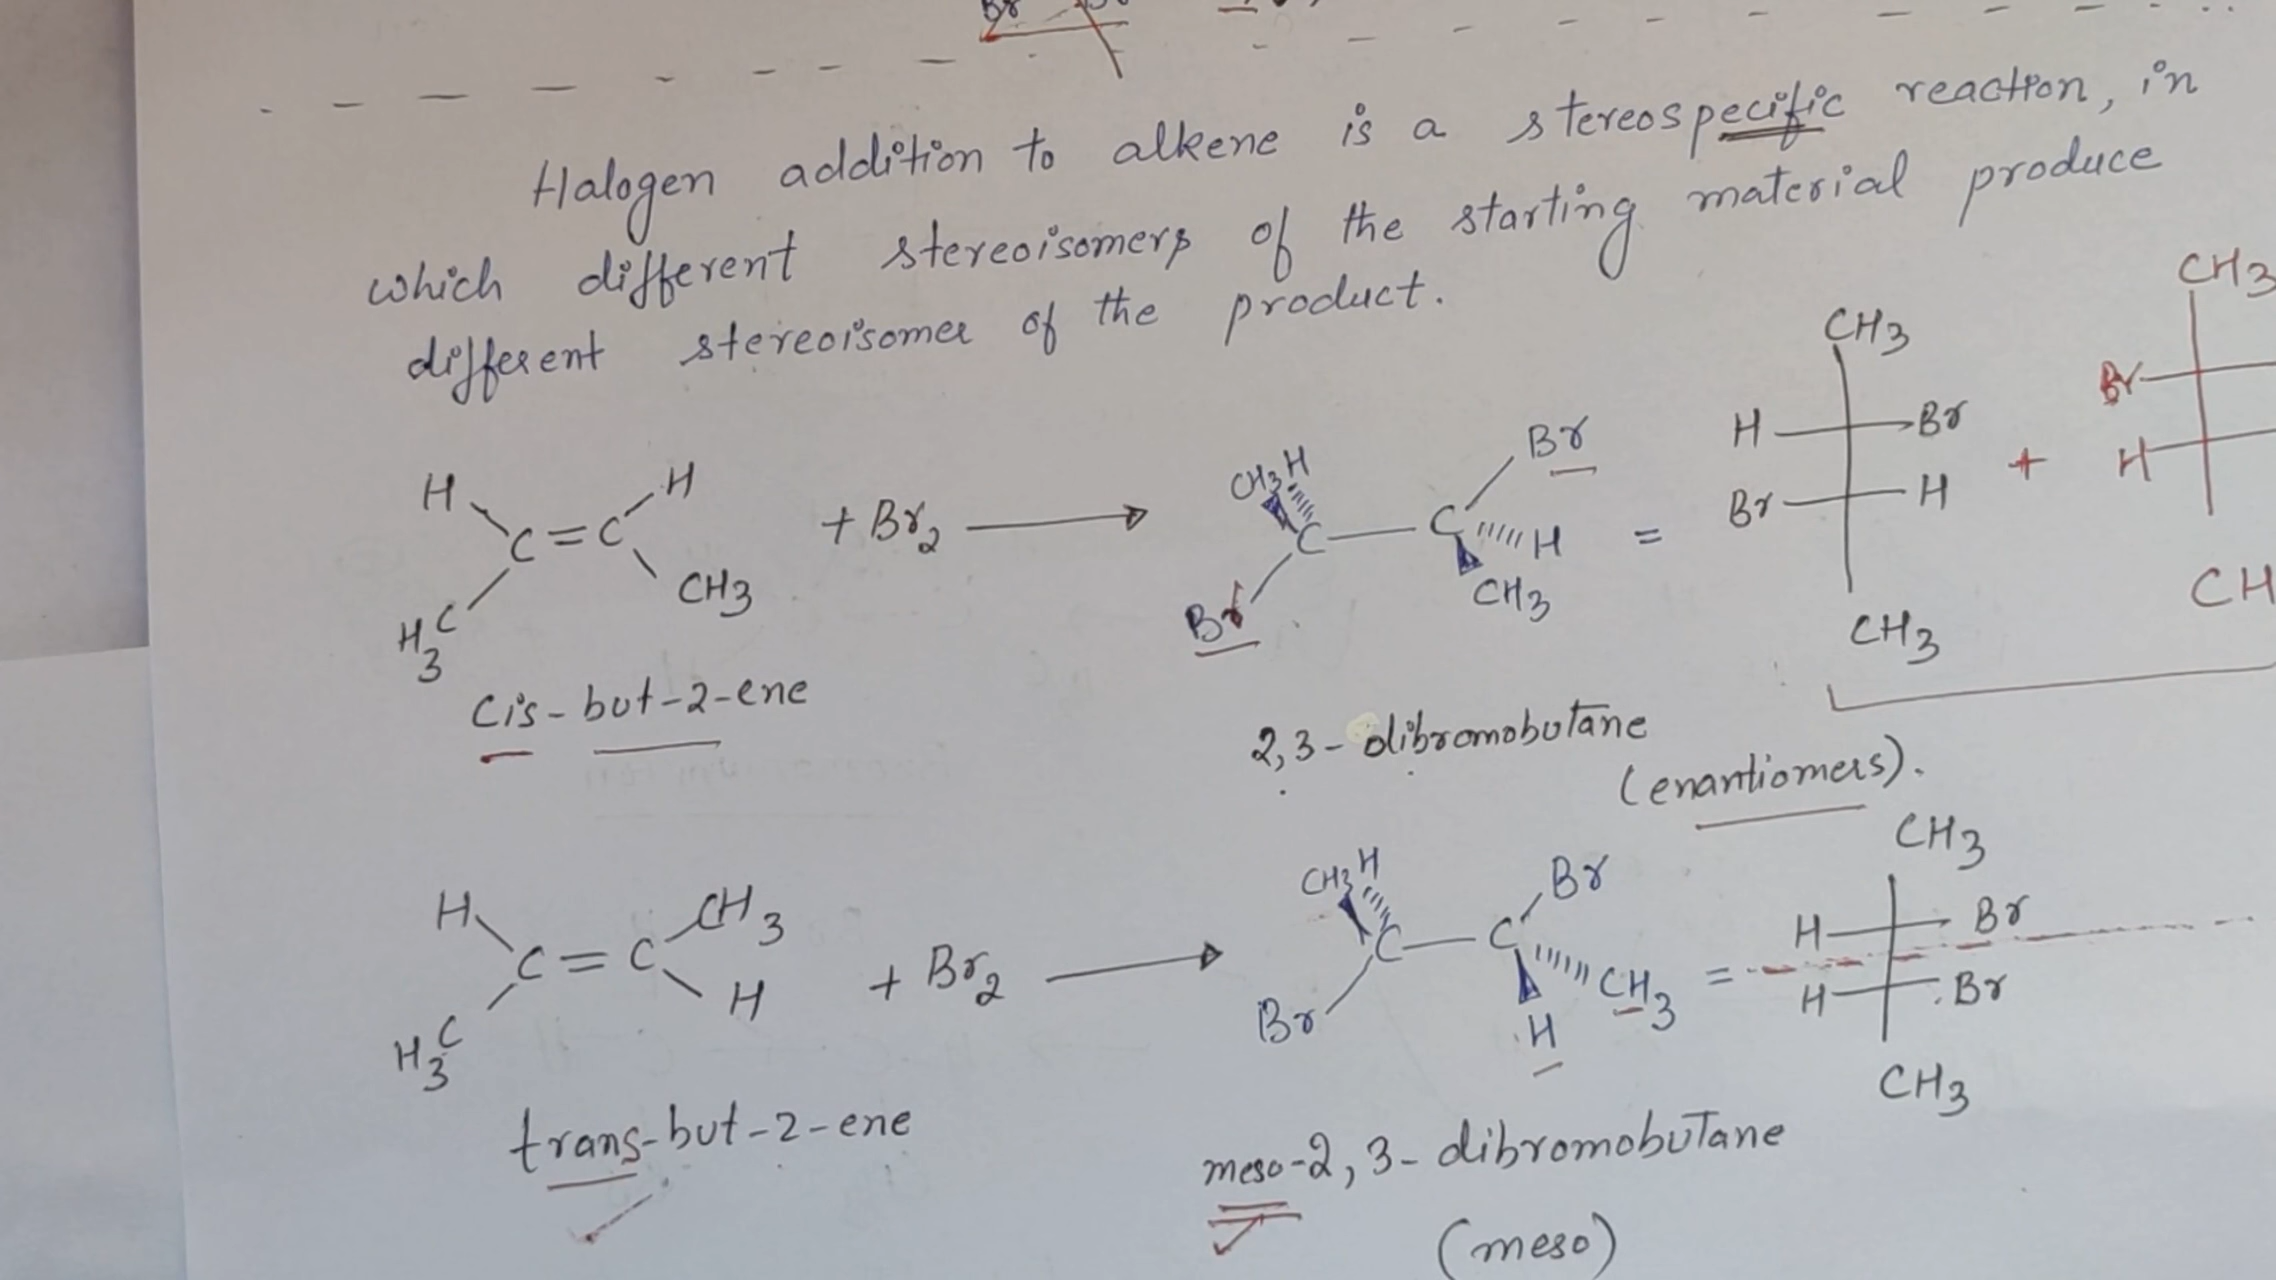 Br
Halogen addition to alkene is a stereospecific reaction, in
which different stereoisomers of the starting material produce
different stereoisomer of the product.
H H
C=C
H3C CH3
+ Br2
cis-but-2-ene
CH3 H Br
C — C
Br H
CH3
=
CH3
H Br
Br H
CH3
+
CH3
Br
H
CH
2,3-dibromobutane
(enantiomers).
H CH3
C=C
H3C H
+ Br2
trans-but-2-ene
CH3 H Br
C — C
Br CH3
H
=
CH3
H Br
H Br
CH3
meso-2,3-dibromobutane
(meso)